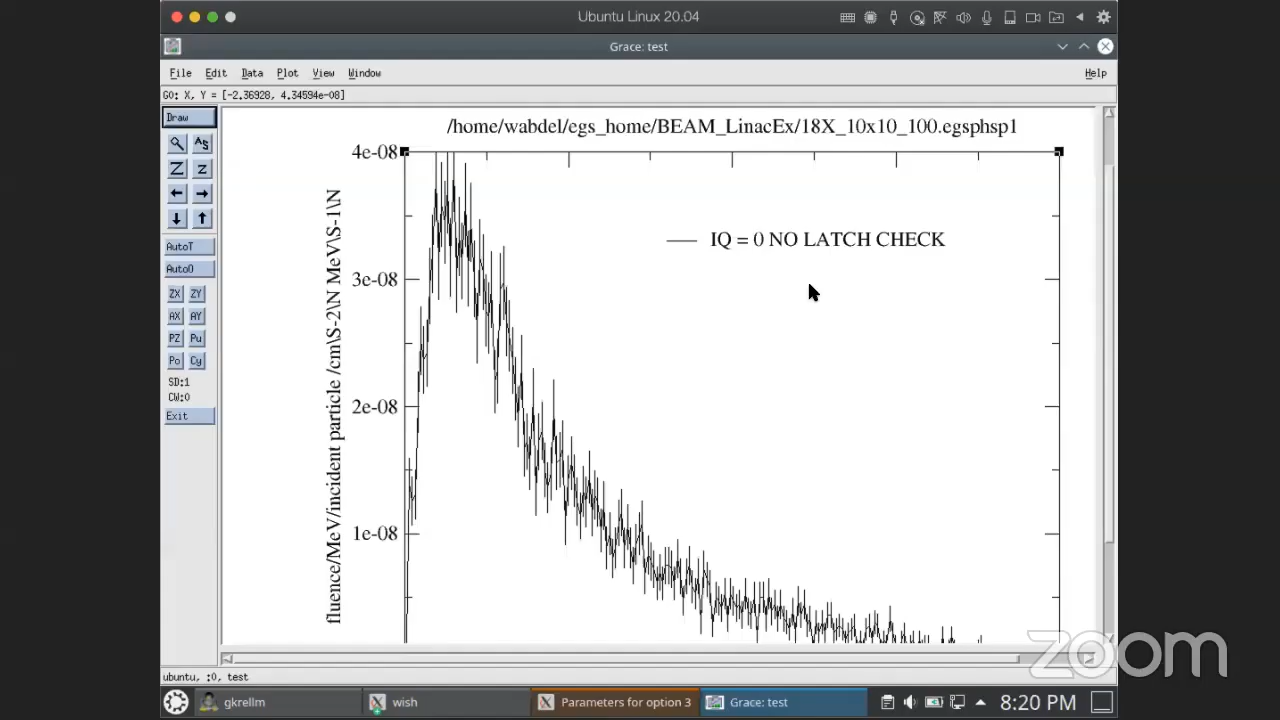 Ubuntu Linux 20.04
Grace: test
File Edit Data Plot View Window Help
G0: X, Y = [-2.36928, 4.34594e-08]
Draw
AS
Z z
AutoT
AutoO
ZX ZY
AX AY
PZ Pu
Po Cy
SD:1
CW:0
Exit
/home/wabdel/egs_home/BEAM_LinacEx/18X_10x10_100.egsphsp1
4e-08
3e-08
2e-08
1e-08
fluence/MeV/incident particle /cm\S-2\N MeV\S-1\N
IQ = 0 NO LATCH CHECK
zoom
ubuntu, :0, test
gkrellm
wish
Parameters for option 3
Grace: test
8:20 PM